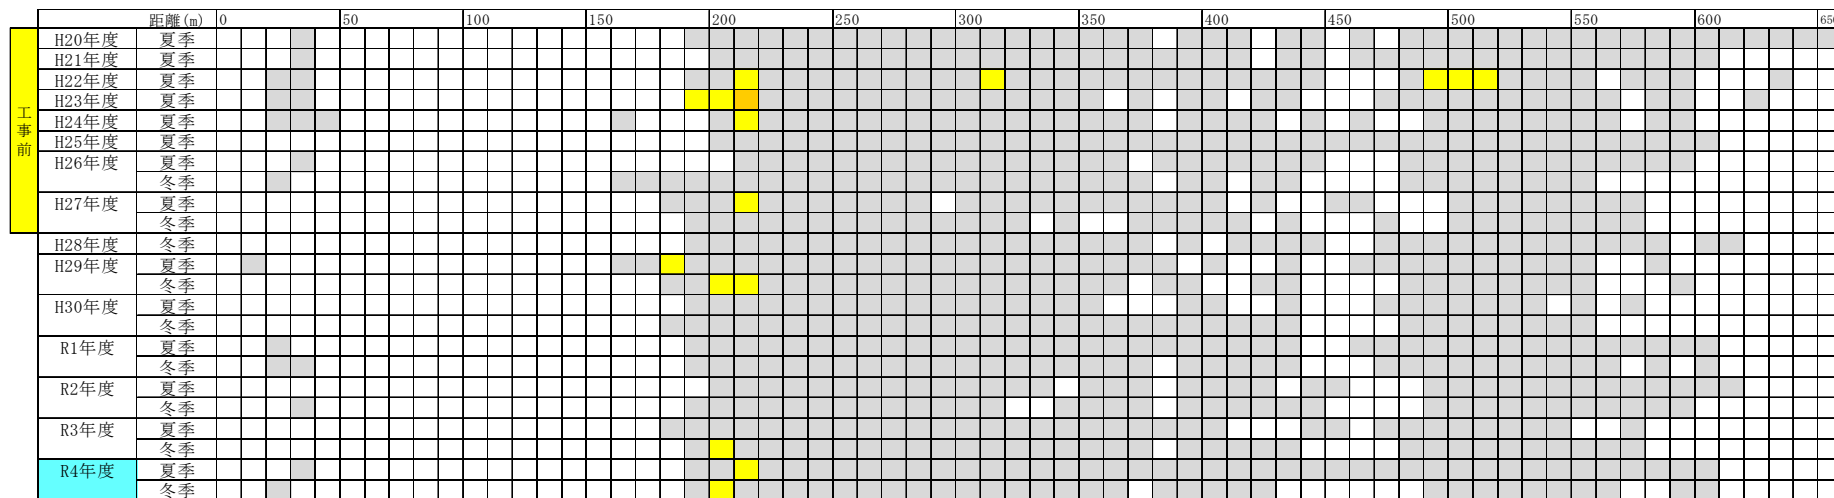 距離(m) 0 50 100 150 200 250 300 350 400 450 500 550 600 650
工事前
H20年度 夏季
H21年度 夏季
H22年度 夏季
H23年度 夏季
H24年度 夏季
H25年度 夏季
H26年度 夏季
冬季
H27年度 夏季
冬季
H28年度 冬季
H29年度 夏季
冬季
H30年度 夏季
冬季
R1年度 夏季
冬季
R2年度 夏季
冬季
R3年度 夏季
冬季
R4年度 夏季
冬季